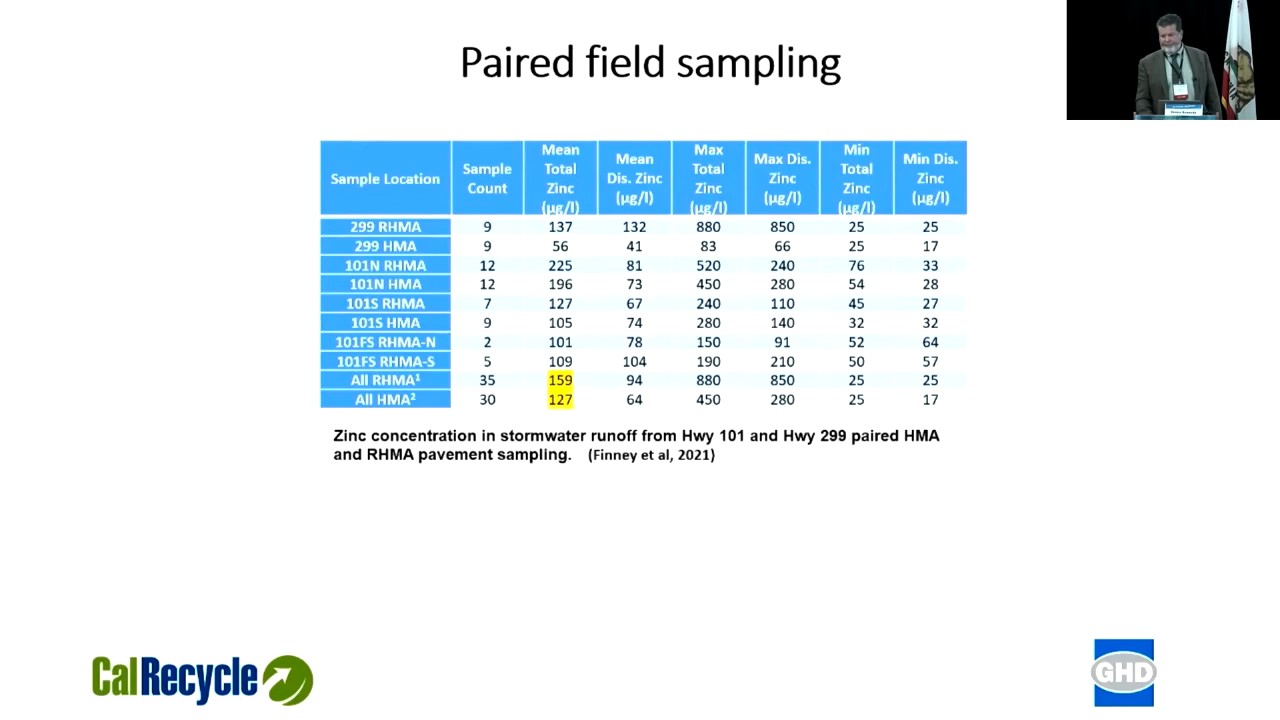 Paired field sampling
Sample Location Sample Count Mean Total Zinc (µg/l) Mean Dis. Zinc (µg/l) Max Total Zinc (µg/l) Max Dis. Zinc (µg/l) Min Total Zinc (µg/l) Min Dis. Zinc (µg/l)
299 RHMA 9 137 132 880 850 25 25
299 HMA 9 56 41 83 66 25 17
101N RHMA 12 225 81 520 240 76 33
101N HMA 12 196 73 450 280 54 28
101S RHMA 7 127 67 240 110 45 27
101S HMA 9 105 74 280 140 32 32
101FS RHMA-N 2 101 78 150 91 52 64
101FS RHMA-S 5 109 104 190 210 50 57
All RHMA¹ 35 159 94 880 850 25 25
All HMA² 30 127 64 450 280 25 17
Zinc concentration in stormwater runoff from Hwy 101 and Hwy 299 paired HMA
and RHMA pavement sampling. (Finney et al, 2021)
CalRecycle
GHD